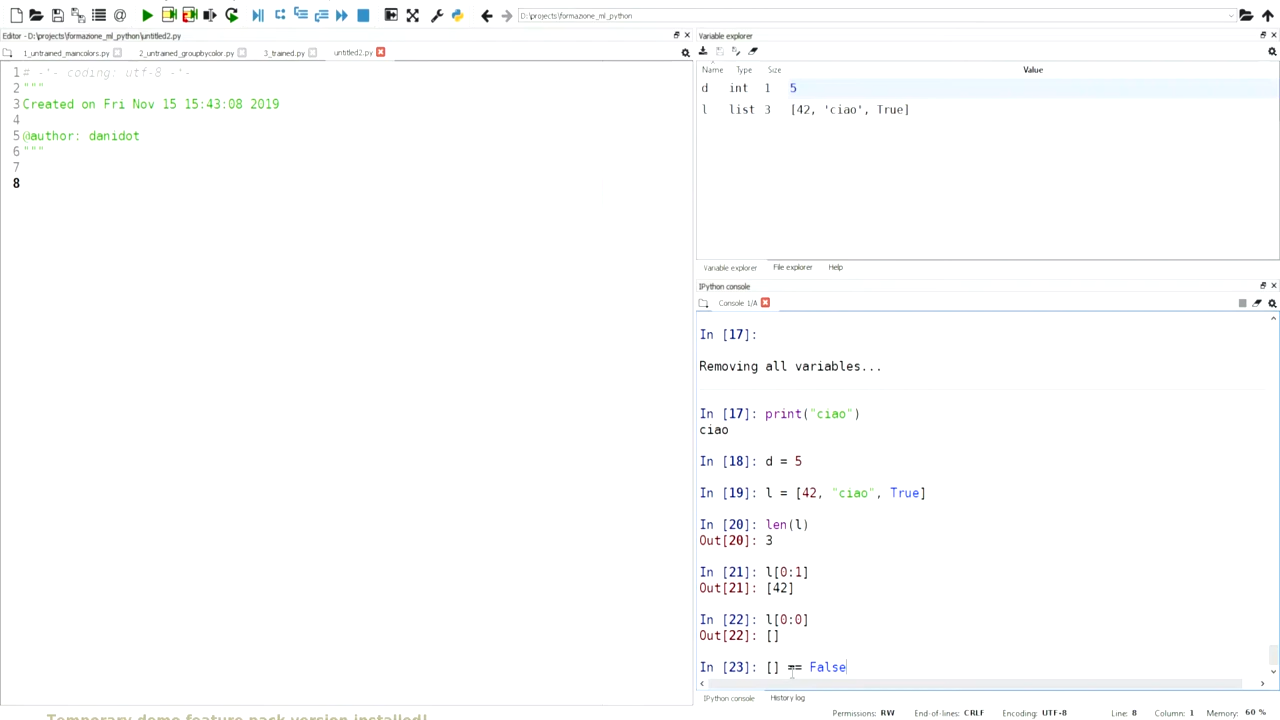 D:\projects\formazione_ml_python
Editor - D:\projects\formazione_ml_python\untitled2.py
1_untrained_maincolors.py
2_untrained_groupbycolor.py
3_trained.py
untitled2.py
1 # -*- coding: utf-8 -*-
2 """
3 Created on Fri Nov 15 15:43:08 2019
4
5 @author: danidot
6 """
7
8
Variable explorer
Name Type Size Value
d int 1 5
l list 3 [42, 'ciao', True]
Variable explorer File explorer Help
IPython console
Console 1/A
In [17]:
Removing all variables...
In [17]: print("ciao")
ciao
In [18]: d = 5
In [19]: l = [42, "ciao", True]
In [20]: len(l)
Out[20]: 3
In [21]: l[0:1]
Out[21]: [42]
In [22]: l[0:0]
Out[22]: []
In [23]: [] == False
IPython console History log
Temporary demo feature pack version installed!
Permissions: RW End-of-lines: CRLF Encoding: UTF-8 Line: 8 Column: 1 Memory: 60 %